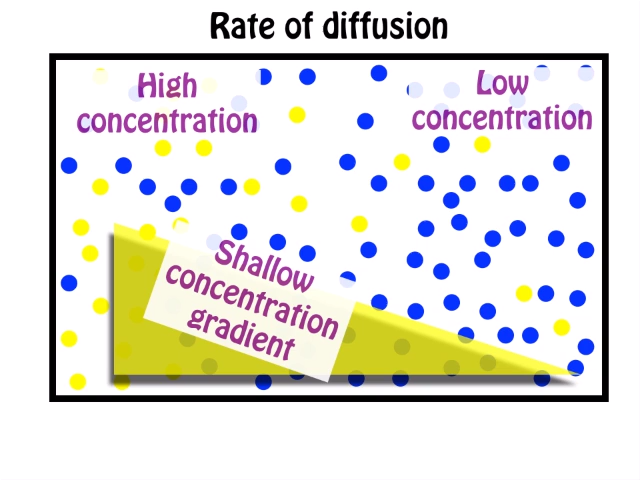 Rate of diffusion
High
concentration
Low
concentration
Shallow
concentration
gradient